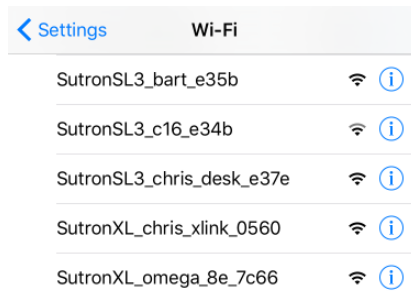 Settings Wi-Fi
SutronSL3_bart_e35b
SutronSL3_c16_e34b
SutronSL3_chris_desk_e37e
SutronXL_chris_xlink_0560
SutronXL_omega_8e_7c66